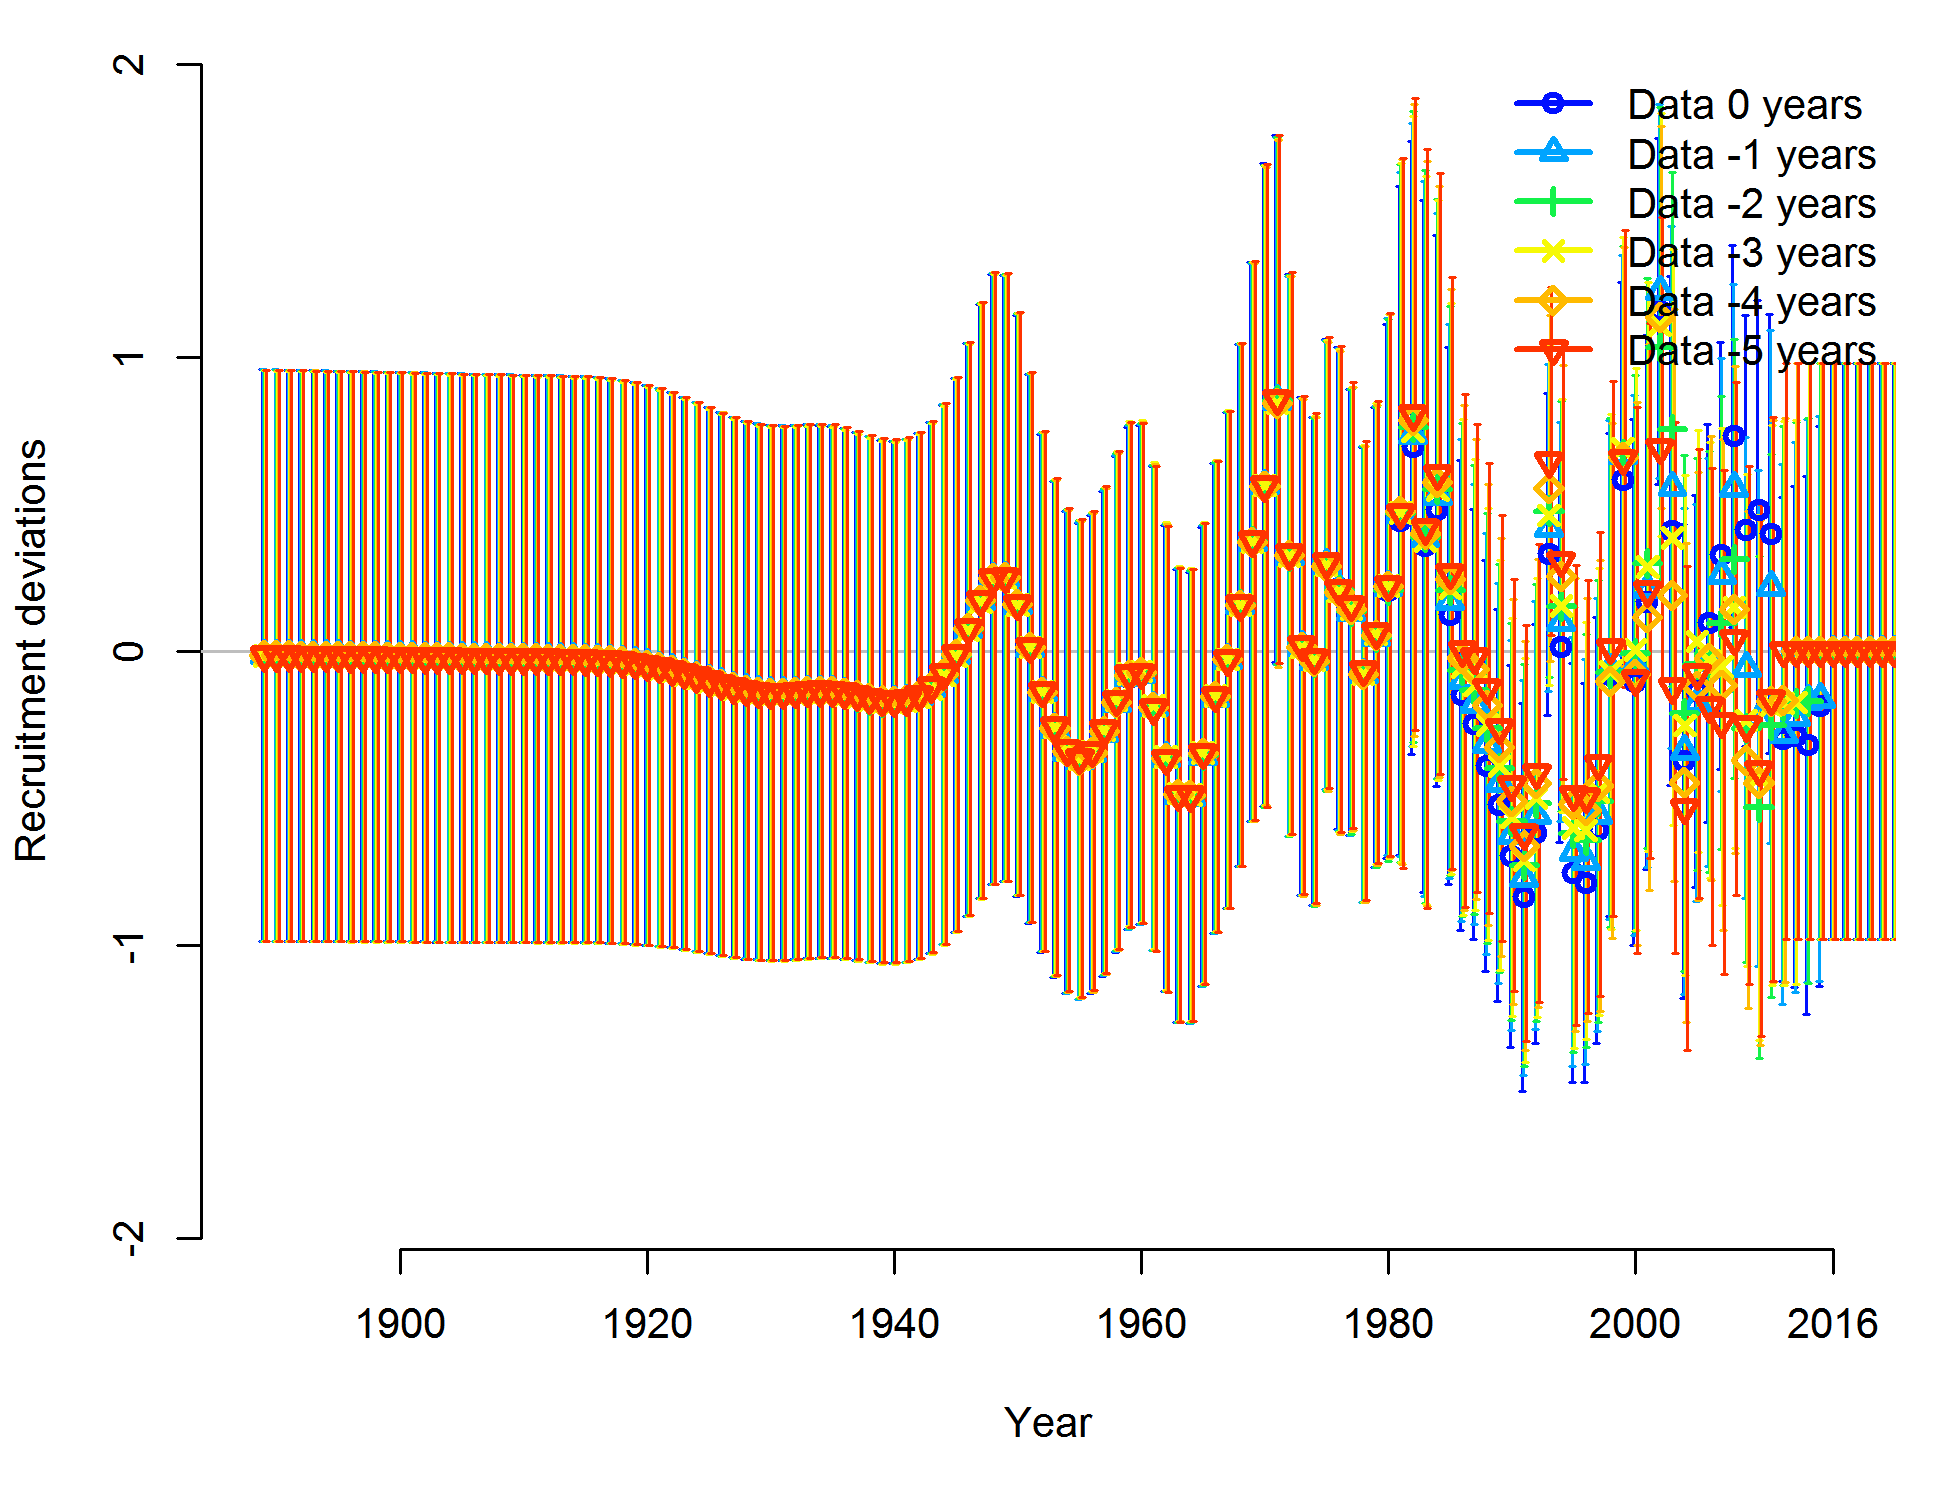 2
1
0
-1
-2
Recruitment deviations
Data 0 years
Data -1 years
Data -2 years
Data -3 years
Data -4 years
Data -5 years
1900 1920 1940 1960 1980 2000 2016
Year